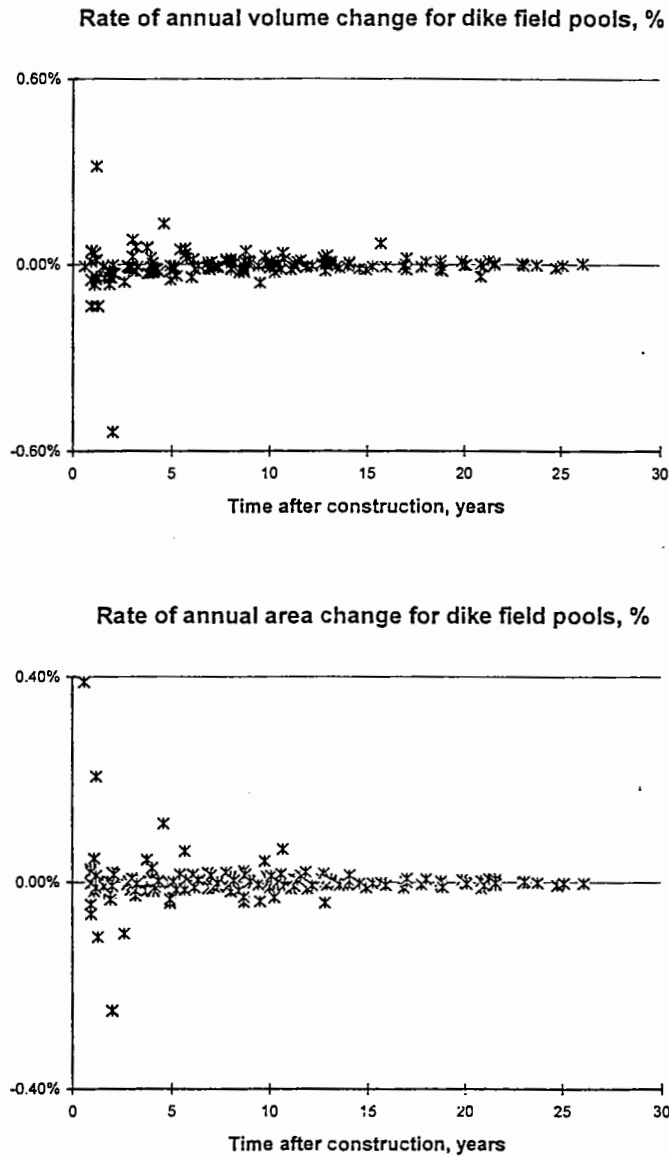 Rate of annual volume change for dike field pools, %
0.60%
0.00%
-0.60%
0 5 10 15 20 25 30
Time after construction, years
Rate of annual area change for dike field pools, %
0.40%
0.00%
-0.40%
0 5 10 15 20 25 30
Time after construction, years